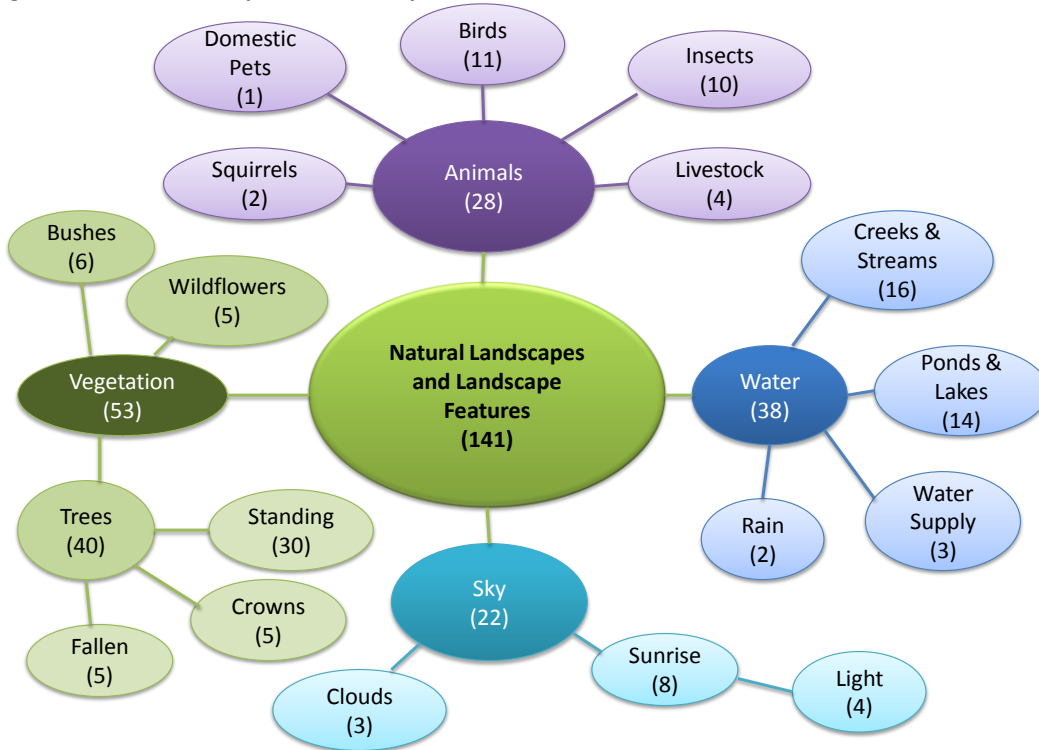 Domestic
Pets
(1)
Birds
(11)
Insects
(10)
Squirrels
(2)
Animals
(28)
Livestock
(4)
Bushes
(6)
Wildflowers
(5)
Vegetation
(53)
Natural Landscapes
and Landscape
Features
(141)
Creeks &
Streams
(16)
Water
(38)
Ponds &
Lakes
(14)
Water
Supply
(3)
Rain
(2)
Trees
(40)
Standing
(30)
Crowns
(5)
Fallen
(5)
Sky
(22)
Clouds
(3)
Sunrise
(8)
Light
(4)